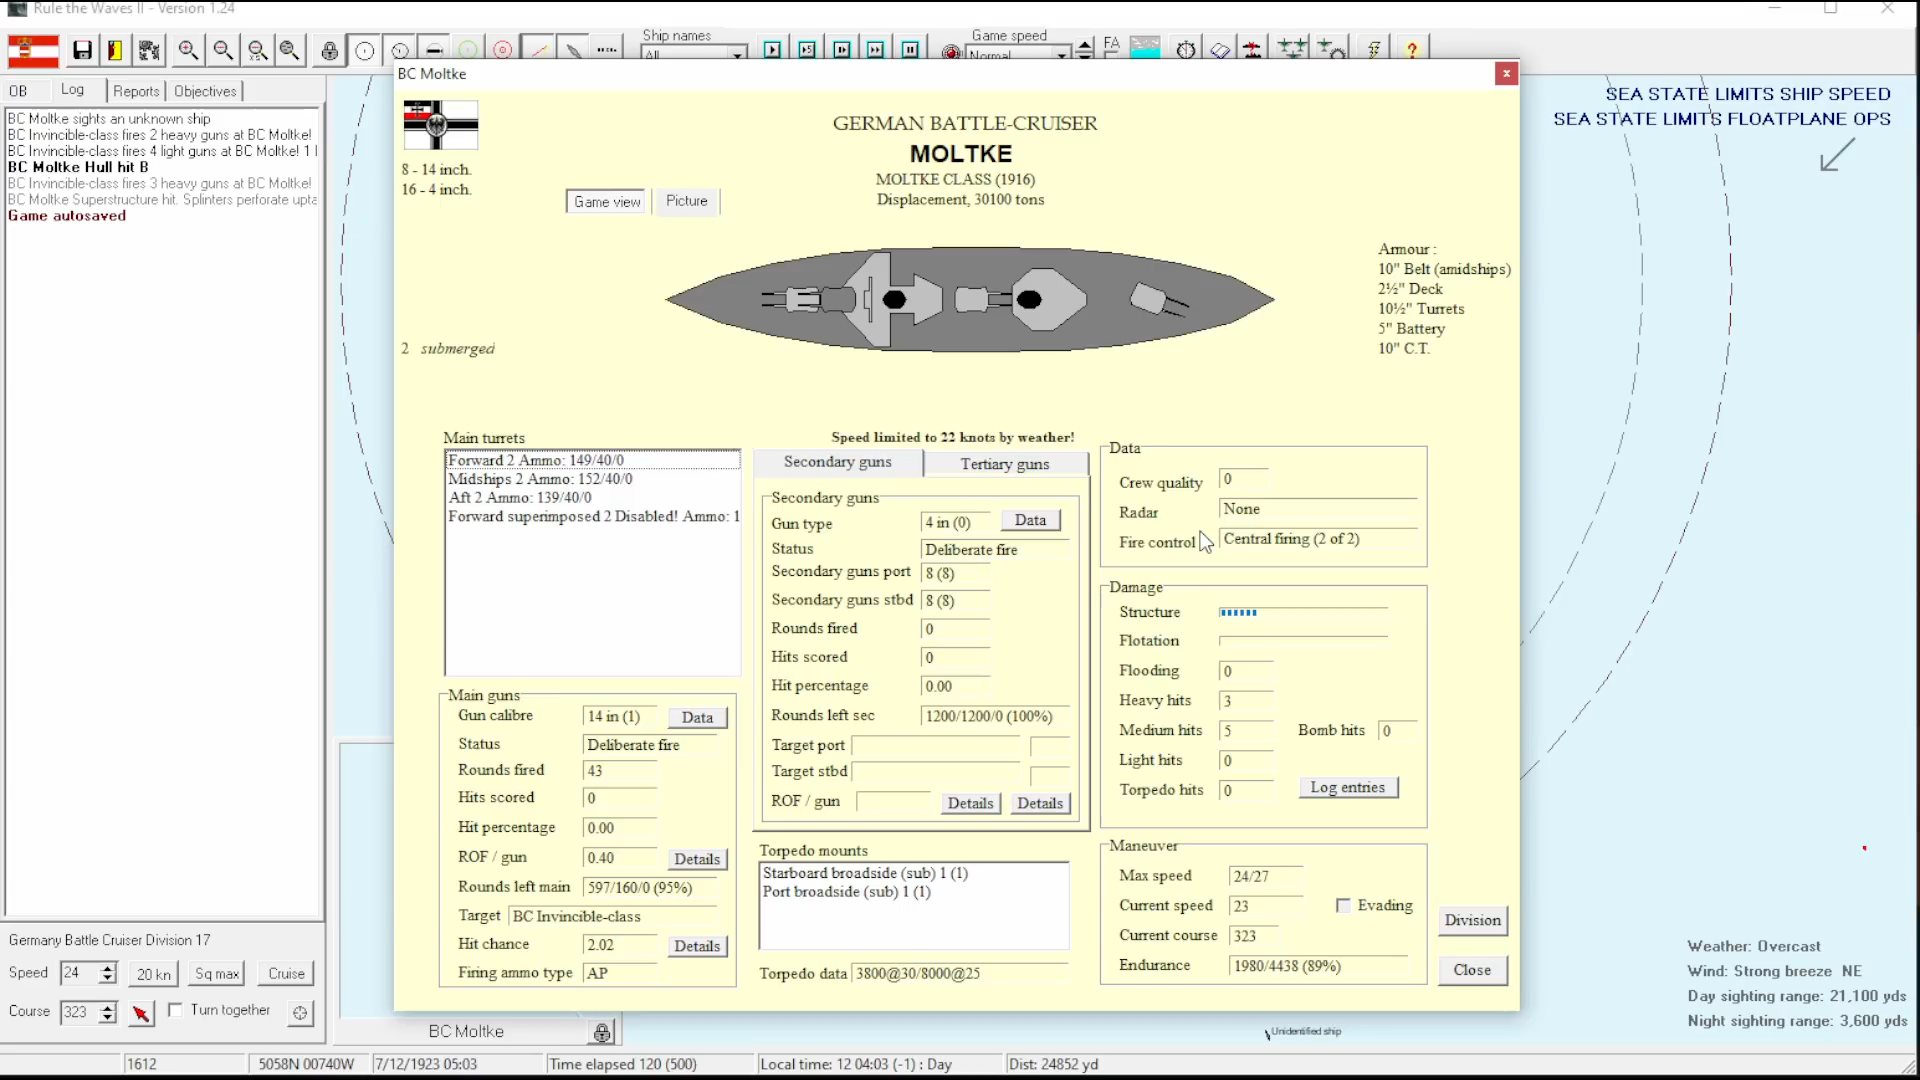 Rule the Waves II - Version 1.24
Ship names
All
Game speed
Normal
FA
OB
Log
Reports
Objectives
BC Moltke sights an unknown ship
BC Invincible-class fires 2 heavy guns at BC Moltke!
BC Invincible-class fires 4 light guns at BC Moltke! 1
BC Moltke Hull hit B
BC Invincible-class fires 3 heavy guns at BC Moltke!
BC Moltke Superstructure hit. Splinters perforate upta
Game autosaved
BC Moltke
GERMAN BATTLE-CRUISER
MOLTKE
MOLTKE CLASS (1916)
Displacement, 30100 tons
8 - 14 inch.
16 - 4 inch.
Game view
Picture
2 submerged
Armour :
10" Belt (amidships)
2½" Deck
10½" Turrets
5" Battery
10" C.T.
SEA STATE LIMITS SHIP SPEED
SEA STATE LIMITS FLOATPLANE OPS
Main turrets
Forward 2 Ammo: 149/40/0
Midships 2 Ammo: 152/40/0
Aft 2 Ammo: 139/40/0
Forward superimposed 2 Disabled! Ammo: 1
Main guns
Gun calibre 14 in (1) Data
Status Deliberate fire
Rounds fired 43
Hits scored 0
Hit percentage 0.00
ROF / gun 0.40 Details
Rounds left main 597/160/0 (95%)
Target BC Invincible-class
Hit chance 2.02 Details
Firing ammo type AP
Speed limited to 22 knots by weather!
Secondary guns
Tertiary guns
Secondary guns
Gun type 4 in (0) Data
Status Deliberate fire
Secondary guns port 8 (8)
Secondary guns stbd 8 (8)
Rounds fired 0
Hits scored 0
Hit percentage 0.00
Rounds left sec 1200/1200/0 (100%)
Target port
Target stbd
ROF / gun Details Details
Torpedo mounts
Starboard broadside (sub) 1 (1)
Port broadside (sub) 1 (1)
Torpedo data 3800@30/8000@25
Data
Crew quality 0
Radar None
Fire control Central firing (2 of 2)
Damage
Structure
Flotation
Flooding 0
Heavy hits 3
Medium hits 5 Bomb hits 0
Light hits 0
Torpedo hits 0 Log entries
Maneuver
Max speed 24/27
Current speed 23 Evading
Current course 323
Endurance 1980/4438 (89%)
Division
Close
Germany Battle Cruiser Division 17
Speed 24 20 kn Sq max Cruise
Course 323 Turn together
BC Moltke
Unidentified ship
Weather: Overcast
Wind: Strong breeze NE
Day sighting range: 21,100 yds
Night sighting range: 3,600 yds
1612
5058N 00740W
7/12/1923 05:03
Time elapsed 120 (500)
Local time: 12 04:03 (-1) : Day
Dist: 24852 yd